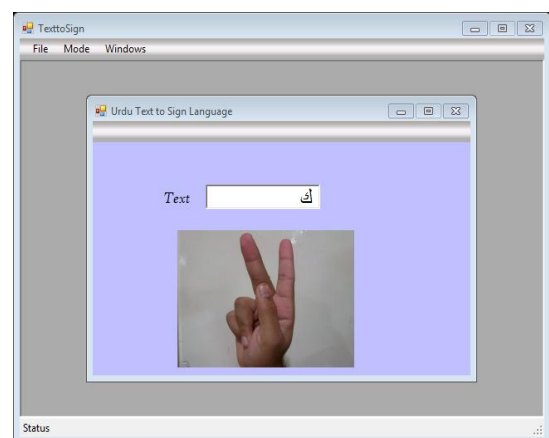 TexttoSign
File Mode Windows
Urdu Text to Sign Language
Text ك
Status